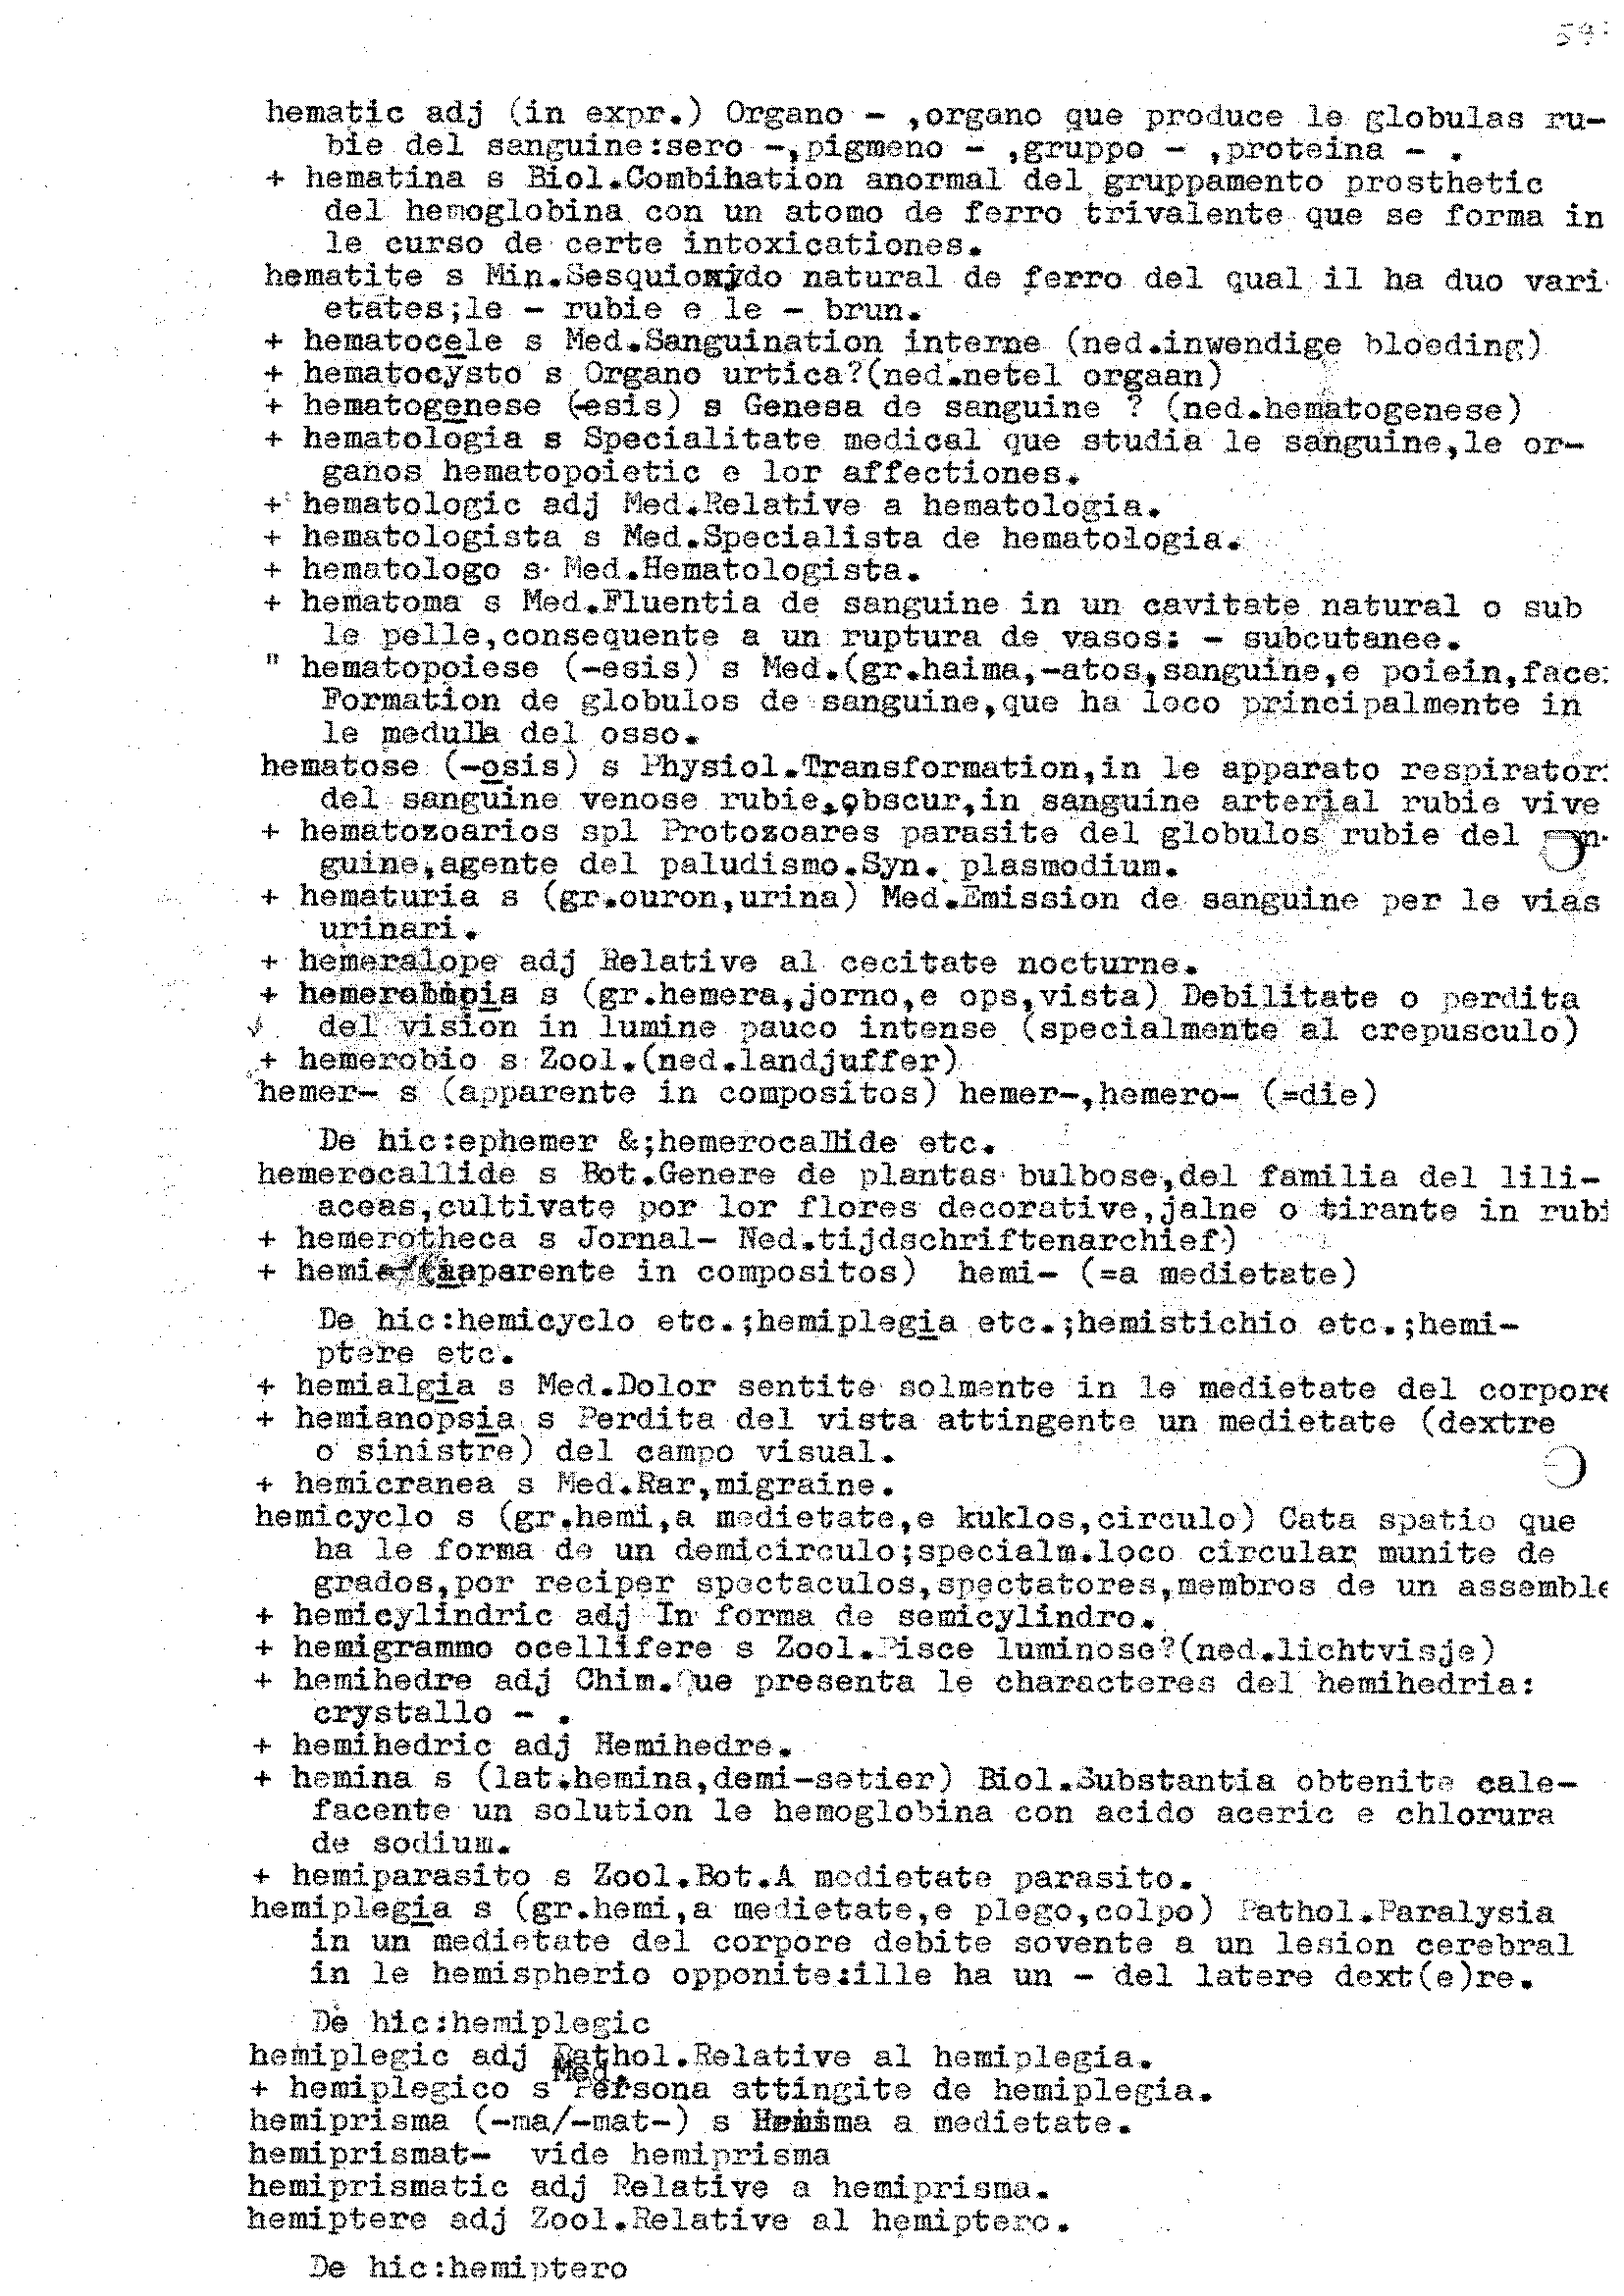 hematic adj (in expr.) Organo - ,organo que produce le globulas ru-
bie del sanguine:sero -,pigmeno - ,gruppo - ,proteina - .
+ hematina s Biol.Combihation anormal del gruppamento prosthetic
del hemoglobina con un atomo de ferro trivalente que se forma in
le curso de certe intoxicationes.
hematite s Min.Sesquioxydo natural de ferro del qual il ha duo vari
etates;le - rubie e le - brun.
+ hematocele s Med.Sanguination interne (ned.inwendige bloeding)
+ hematocysto s Organo urtica?(ned.netel orgaan)
+ hematogenese (-esis) s Genesa de sanguine ? (ned.hematogenese)
+ hematologia s Specialitate medical que studia le sanguine,le or-
ganos hematopoietic e lor affectiones.
+ hematologic adj Med.Relative a hematologia.
+ hematologista s Med.Specialista de hematologia.
+ hematologo s Med.Hematologista.
+ hematoma s Med.Fluentia de sanguine in un cavitate natural o sub
le pelle,consequente a un ruptura de vasos: - subcutanee.
" hematopoiese (-esis) s Med.(gr.haima,-atos,sanguine,e poiein,face
Formation de globulos de sanguine,que ha loco principalmente in
le medulla del osso.
hematose (-osis) s Physiol.Transformation,in le apparato respirator
del sanguine venose rubie,obscur,in sanguine arterial rubie vive
+ hematozoarios spl Protozoares parasite del globulos rubie del
guine,agente del paludismo.Syn. plasmodium.
+ hematuria s (gr.ouron,urina) Med.Emission de sanguine per le vias
urinari.
+ hemeralope adj Relative al cecitate nocturne.
+ s (gr.hemera,jorno,e ops,vista) Debilitate o perdita
del vision in lumine pauco intense (specialmente al crepusculo)
+ hemerobio s Zool.(ned.landjuffer)
hemer- s (apparente in compositos) hemer-,hemero- (=die)
De hic:ephemer &;hemerocallide etc.
hemerocallide s Bot.Genere de plantas bulbose,del familia del lili-
aceas,cultivate por lor flores decorative,jalne o tirante in rubi
+ hemerotheca s Jornal- Ned.tijdschriftenarchief)
+ hemi- (apparente in compositos) hemi- (=a medietate)
De hic:hemicyclo etc.;hemiplegia etc.;hemistichio etc.;hemi-
ptere etc.
+ hemialgia s Med.Dolor sentite solmente in le medietate del corpore
+ hemianopsia s Perdita del vista attingente un medietate (dextre
o sinistre) del campo visual.
+ hemicranea s Med.Rar,migraine.
hemicyclo s (gr.hemi,a medietate,e kuklos,circulo) Cata spatio que
ha le forma de un demicirculo;specialm.loco circular munite de
grados,por reciper spectaculos,spectatores,membros de un assemble
+ hemicylindric adj In forma de semicylindro.
+ hemigrammo ocellifere s Zool.Pisce luminose?(ned.lichtvisje)
+ hemihedre adj Chim.Que presenta le characteres del hemihedria:
crystallo - .
+ hemihedric adj Hemihedre.
+ hemina s (lat.hemina,demi-setier) Biol.Substantia obtenite cale-
facente un solution le hemoglobina con acido aceric e chlorura
de sodium.
+ hemiparasito s Zool.Bot.A medietate parasito.
hemiplegia s (gr.hemi,a medietate,e plego,colpo) Pathol.Paralysia
in un medietate del corpore debite sovente a un lesion cerebral
in le hemispherio opponite:ille ha un - del latere dext(e)re.
De hic:hemiplegic
hemiplegic adj Pathol.Relative al hemiplegia.
+ hemiplegico s Med. Persona attingite de hemiplegia.
hemiprisma (-ma/-mat-) s a medietate.
hemiprismat- vide hemiprisma
hemiprismatic adj Relative a hemiprisma.
hemiptere adj Zool.Relative al hemiptero.
De hic:hemiptero